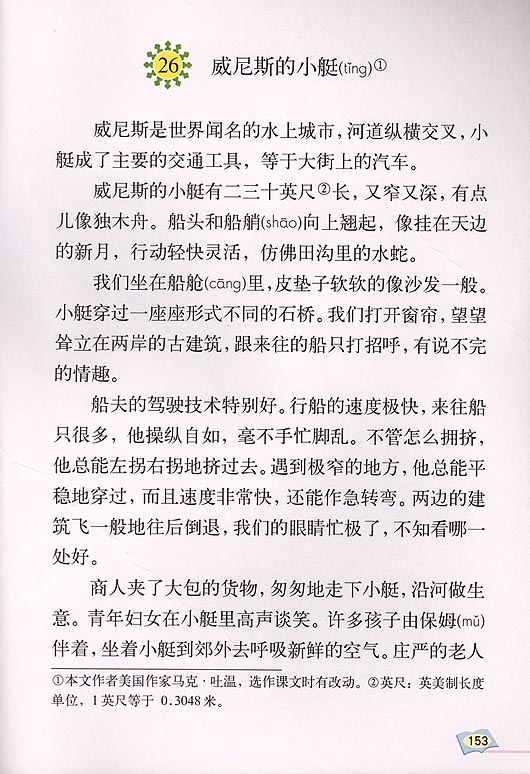 26 威尼斯的小艇(tǐng)①
威尼斯是世界闻名的水上城市，河道纵横交叉，小
艇成了主要的交通工具，等于大街上的汽车。
威尼斯的小艇有二三十英尺②长，又窄又深，有点
儿像独木舟。船头和船艄(shāo)向上翘起，像挂在天边
的新月，行动轻快灵活，仿佛田沟里的水蛇。
我们坐在船舱(cāng)里，皮垫子软软的像沙发一般。
小艇穿过一座座形式不同的石桥。我们打开窗帘，望望
耸立在两岸的古建筑，跟来往的船只打招呼，有说不完
的情趣。
船夫的驾驶技术特别好。行船的速度极快，来往船
只很多，他操纵自如，毫不手忙脚乱。不管怎么拥挤，
他总能左拐右拐地挤过去。遇到极窄的地方，他总能平
稳地穿过，而且速度非常快，还能作急转弯。两边的建
筑飞一般地往后倒退，我们的眼睛忙极了，不知看哪一
处好。
商人夹了大包的货物，匆匆地走下小艇，沿河做生
意。青年妇女在小艇里高声谈笑。许多孩子由保姆(mǔ)
伴着，坐着小艇到郊外去呼吸新鲜的空气。庄严的老人
①本文作者美国作家马克·吐温，选作课文时有改动。②英尺：英美制长度
单位，1英尺等于 0.3048米。
153